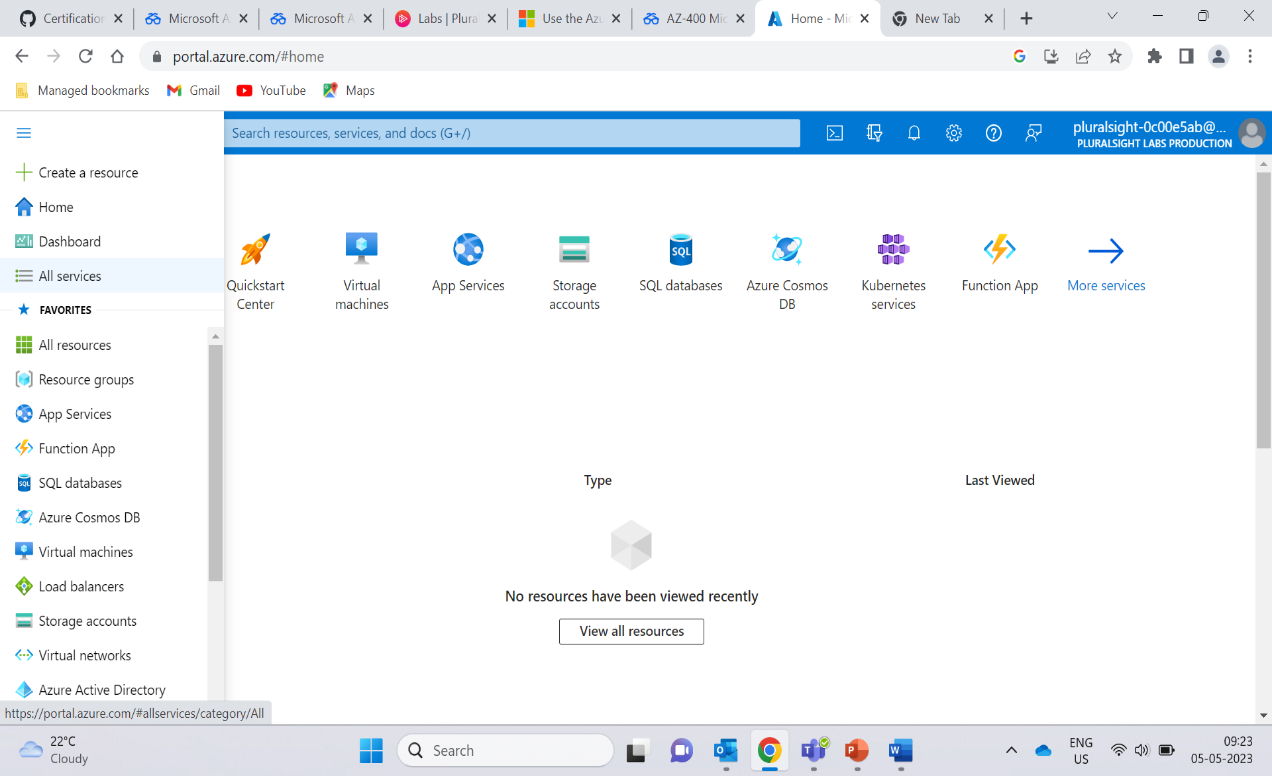 Certification
Microsoft A
Microsoft A
Labs | Plura
Use the Azu
AZ-400 Mic
Home - Mic
New Tab
portal.azure.com/#home
Managed bookmarks
Gmail
YouTube
Maps
Search resources, services, and docs (G+/)
pluralsight-0c00e5ab@...
PLURALSIGHT LABS PRODUCTION
Create a resource
Home
Dashboard
All services
FAVORITES
All resources
Resource groups
App Services
Function App
SQL databases
Azure Cosmos DB
Virtual machines
Load balancers
Storage accounts
Virtual networks
Azure Active Directory
https://portal.azure.com/#allservices/category/All
Quickstart
Center
Virtual
machines
App Services
Storage
accounts
SQL
SQL databases
Azure Cosmos
DB
Kubernetes
services
Function App
More services
Type
Last Viewed
No resources have been viewed recently
View all resources
22°C
Cloudy
Search
ENG
US
09:23
05-05-2023